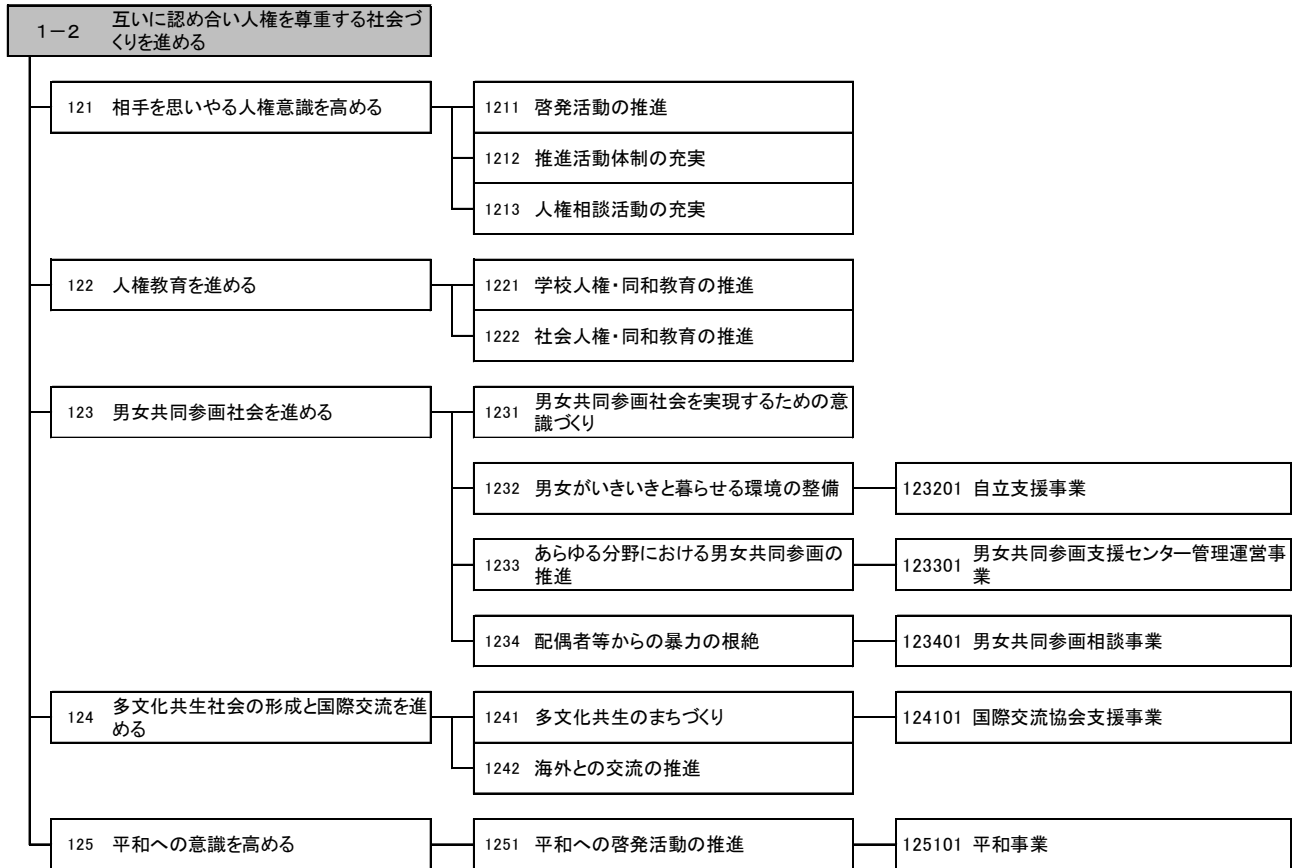 1－2 互いに認め合い人権を尊重する社会づ
くりを進める
121 相手を思いやる人権意識を高める
1211 啓発活動の推進
1212 推進活動体制の充実
1213 人権相談活動の充実
122 人権教育を進める
1221 学校人権・同和教育の推進
1222 社会人権・同和教育の推進
123 男女共同参画社会を進める
1231 男女共同参画社会を実現するための意
識づくり
1232 男女がいきいきと暮らせる環境の整備
123201 自立支援事業
1233 あらゆる分野における男女共同参画の
推進
123301 男女共同参画支援センター管理運営事
業
1234 配偶者等からの暴力の根絶
123401 男女共同参画相談事業
124 多文化共生社会の形成と国際交流を進
める
1241 多文化共生のまちづくり
124101 国際交流協会支援事業
1242 海外との交流の推進
125 平和への意識を高める
1251 平和への啓発活動の推進
125101 平和事業